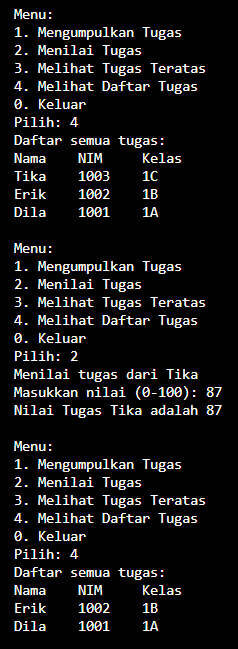 Menu:
1. Mengumpulkan Tugas
2. Menilai Tugas
3. Melihat Tugas Teratas
4. Melihat Daftar Tugas
0. Keluar
Pilih: 4
Daftar semua tugas:
Nama    NIM     Kelas
Tika    1003    1C
Erik    1002    1B
Dila    1001    1A

Menu:
1. Mengumpulkan Tugas
2. Menilai Tugas
3. Melihat Tugas Teratas
4. Melihat Daftar Tugas
0. Keluar
Pilih: 2
Menilai tugas dari Tika
Masukkan nilai (0-100): 87
Nilai Tugas Tika adalah 87

Menu:
1. Mengumpulkan Tugas
2. Menilai Tugas
3. Melihat Tugas Teratas
4. Melihat Daftar Tugas
0. Keluar
Pilih: 4
Daftar semua tugas:
Nama    NIM     Kelas
Erik    1002    1B
Dila    1001    1A